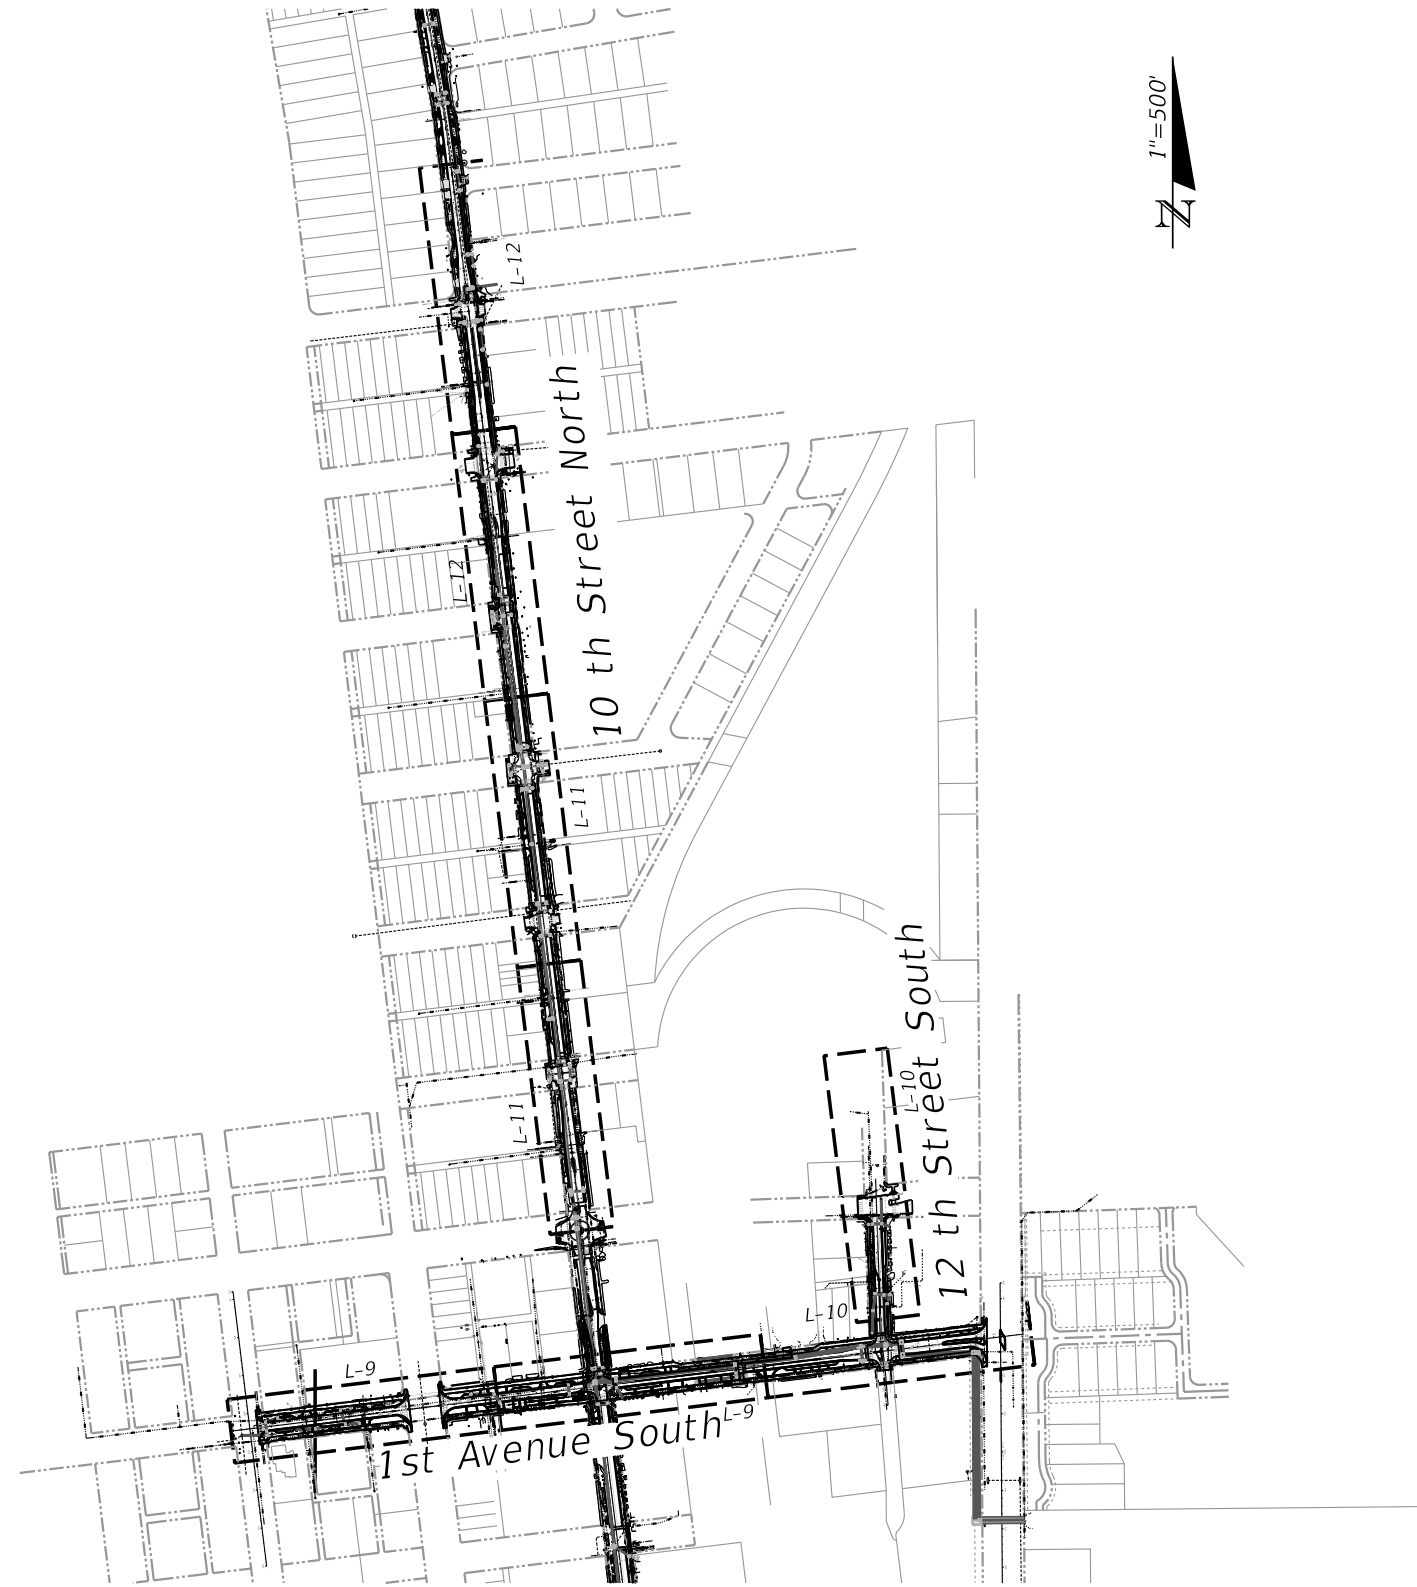 1"=500'
N
L-12
10 th Street North
L-12
L-11
L-11
12 th Street South
L-10
L-10
L-9
L-9
1st Avenue South